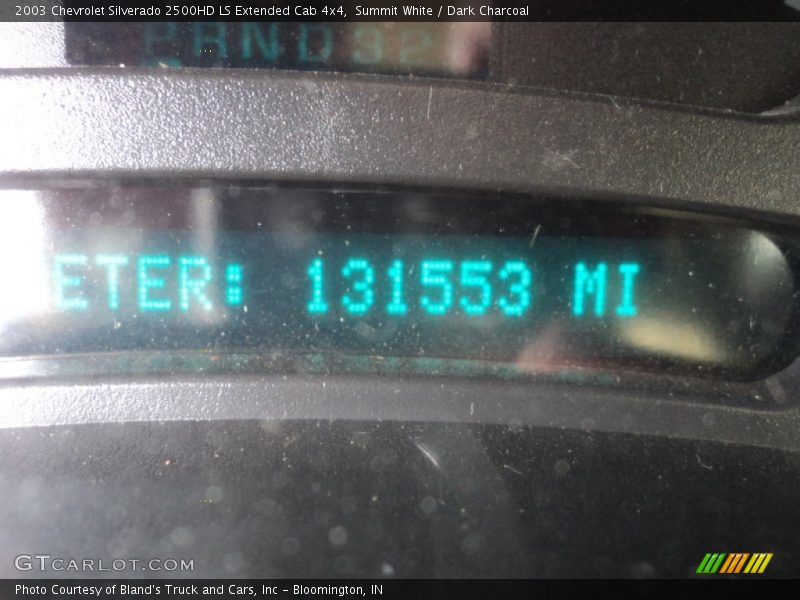 2003 Chevrolet Silverado 2500HD LS Extended Cab 4x4, Summit White / Dark Charcoal
PRND32
ETER: 131553 MI
GTCARLOT.COM
Photo Courtesy of Bland's Truck and Cars, Inc - Bloomington, IN